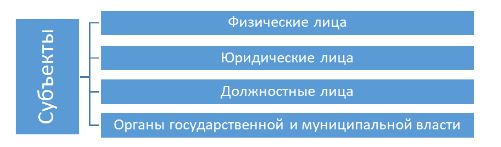 Субъекты
Физические лица
Юридические лица
Должностные лица
Органы государственной и муниципальной власти